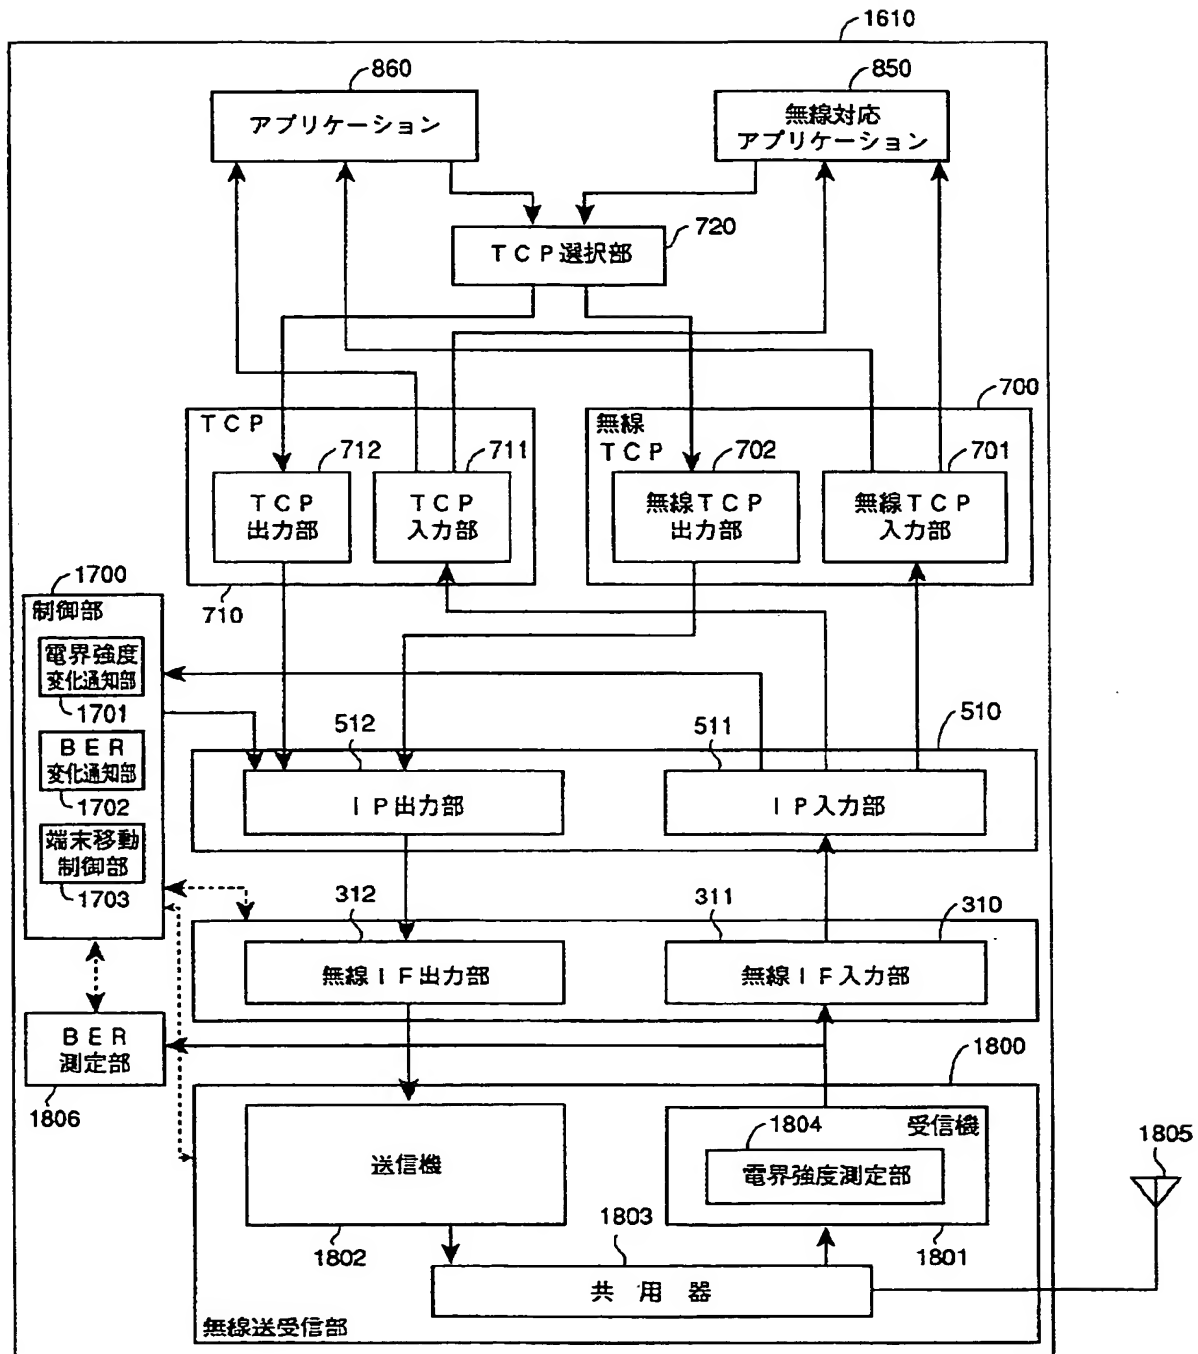 1610
860
850
アプリケーション
無線対応
アプリケーション
720
TCP選択部
700
TCP
無線
TCP
712
711
702
701
TCP
出力部
TCP
入力部
無線TCP
出力部
無線TCP
入力部
1700
710
制御部
電界強度
変化通知部
1701
BER
変化通知部
1702
端末移動
制御部
1703
512
511
510
IP出力部
IP入力部
312
311
310
無線IF出力部
無線IF入力部
BER
測定部
1806
1800
送信機
1804
受信機
電界強度測定部
1805
1802
1803
1801
共用器
無線送受信部